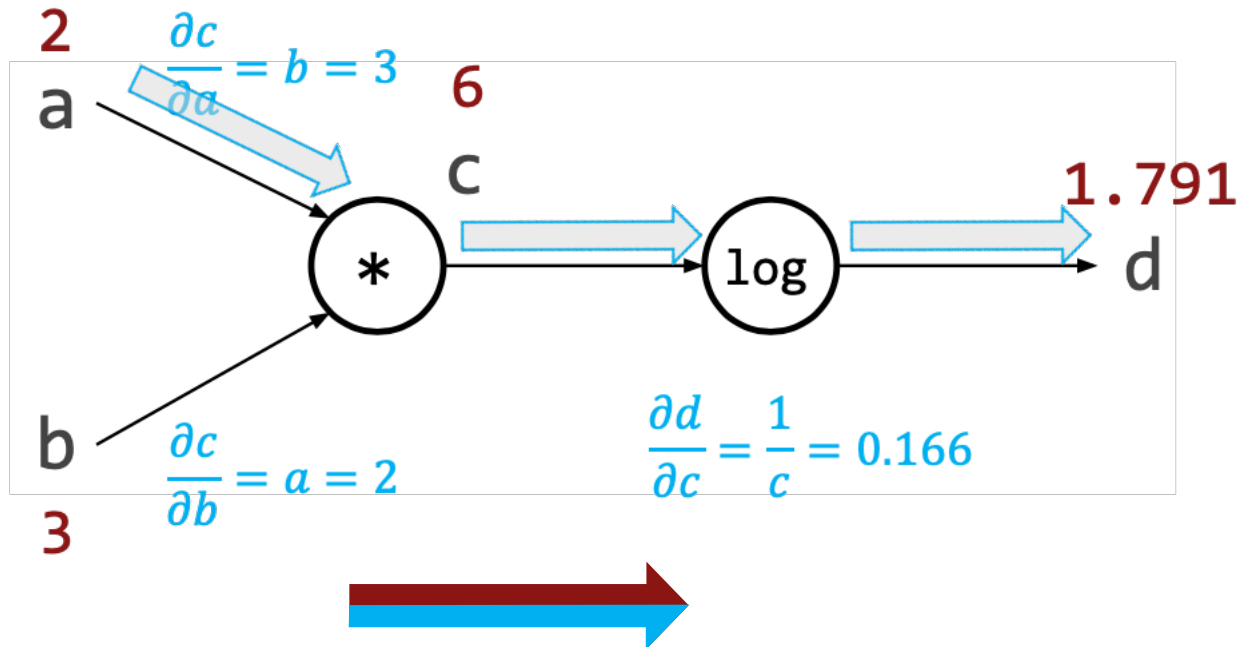 2
∂c/∂a = b = 3
a
6
c
1.791
*
log
d
b
∂c/∂b = a = 2
∂d/∂c = 1/c = 0.166
3